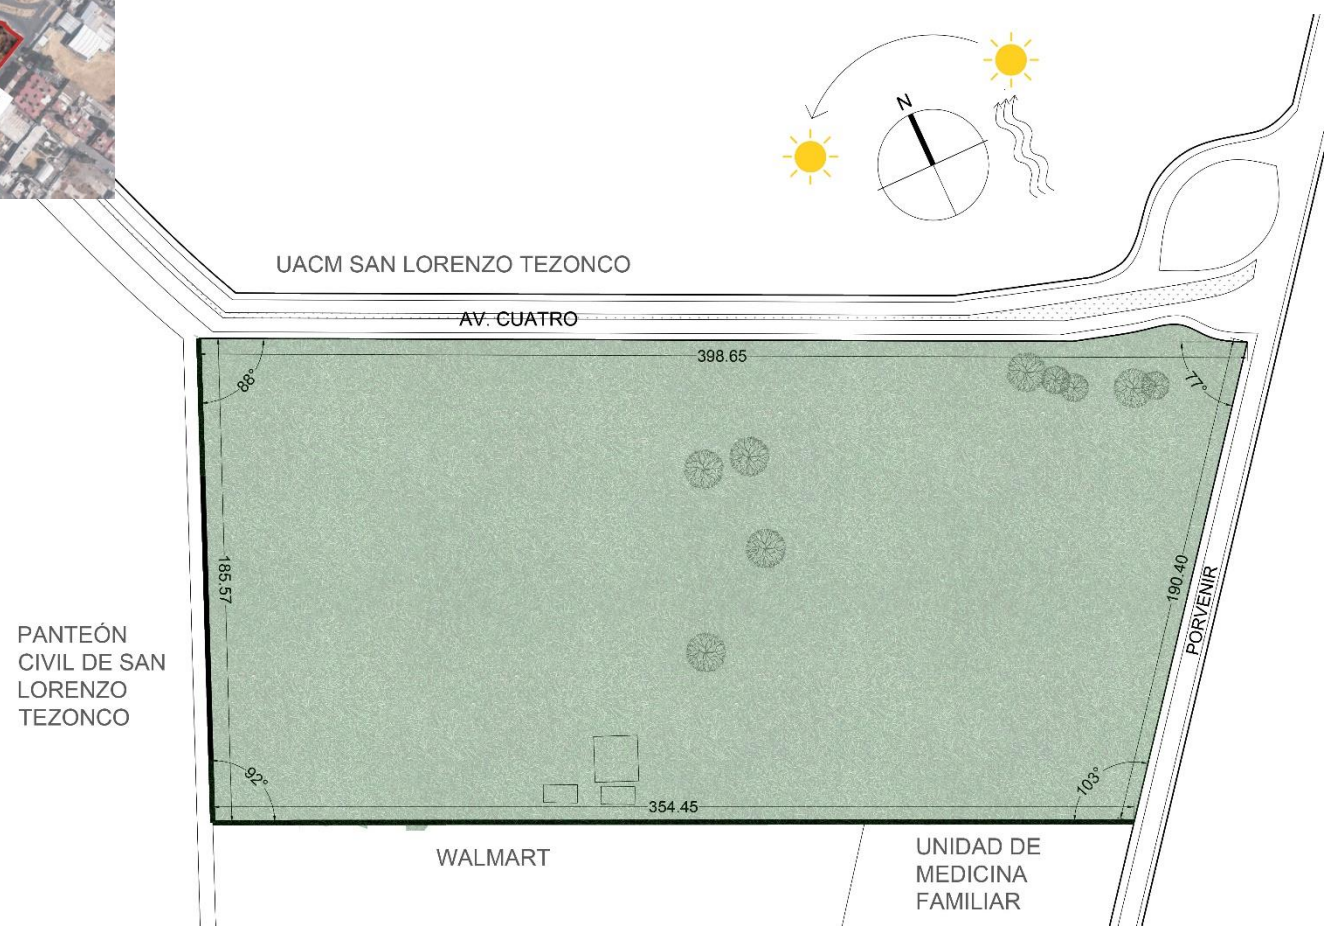 N
UACM SAN LORENZO TEZONCO
AV. CUATRO
398.65
88°
77°
185.57
190.40
PORVENIR
PANTEÓN
CIVIL DE SAN
LORENZO
TEZONCO
92°
103°
354.45
WALMART
UNIDAD DE
MEDICINA
FAMILIAR